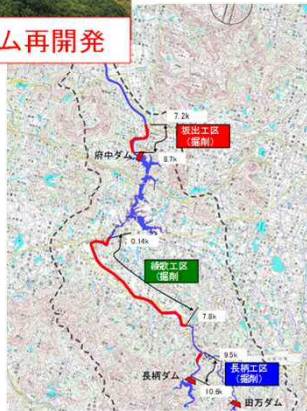 ム再開発
7.2k
坂出工区
(掘削)
府中ダム
8.7k
0.14k
綾歌工区
(掘削
7.8k
9.5k
長柄工区
(掘削)
長柄ダム
10.6k
田万ダム